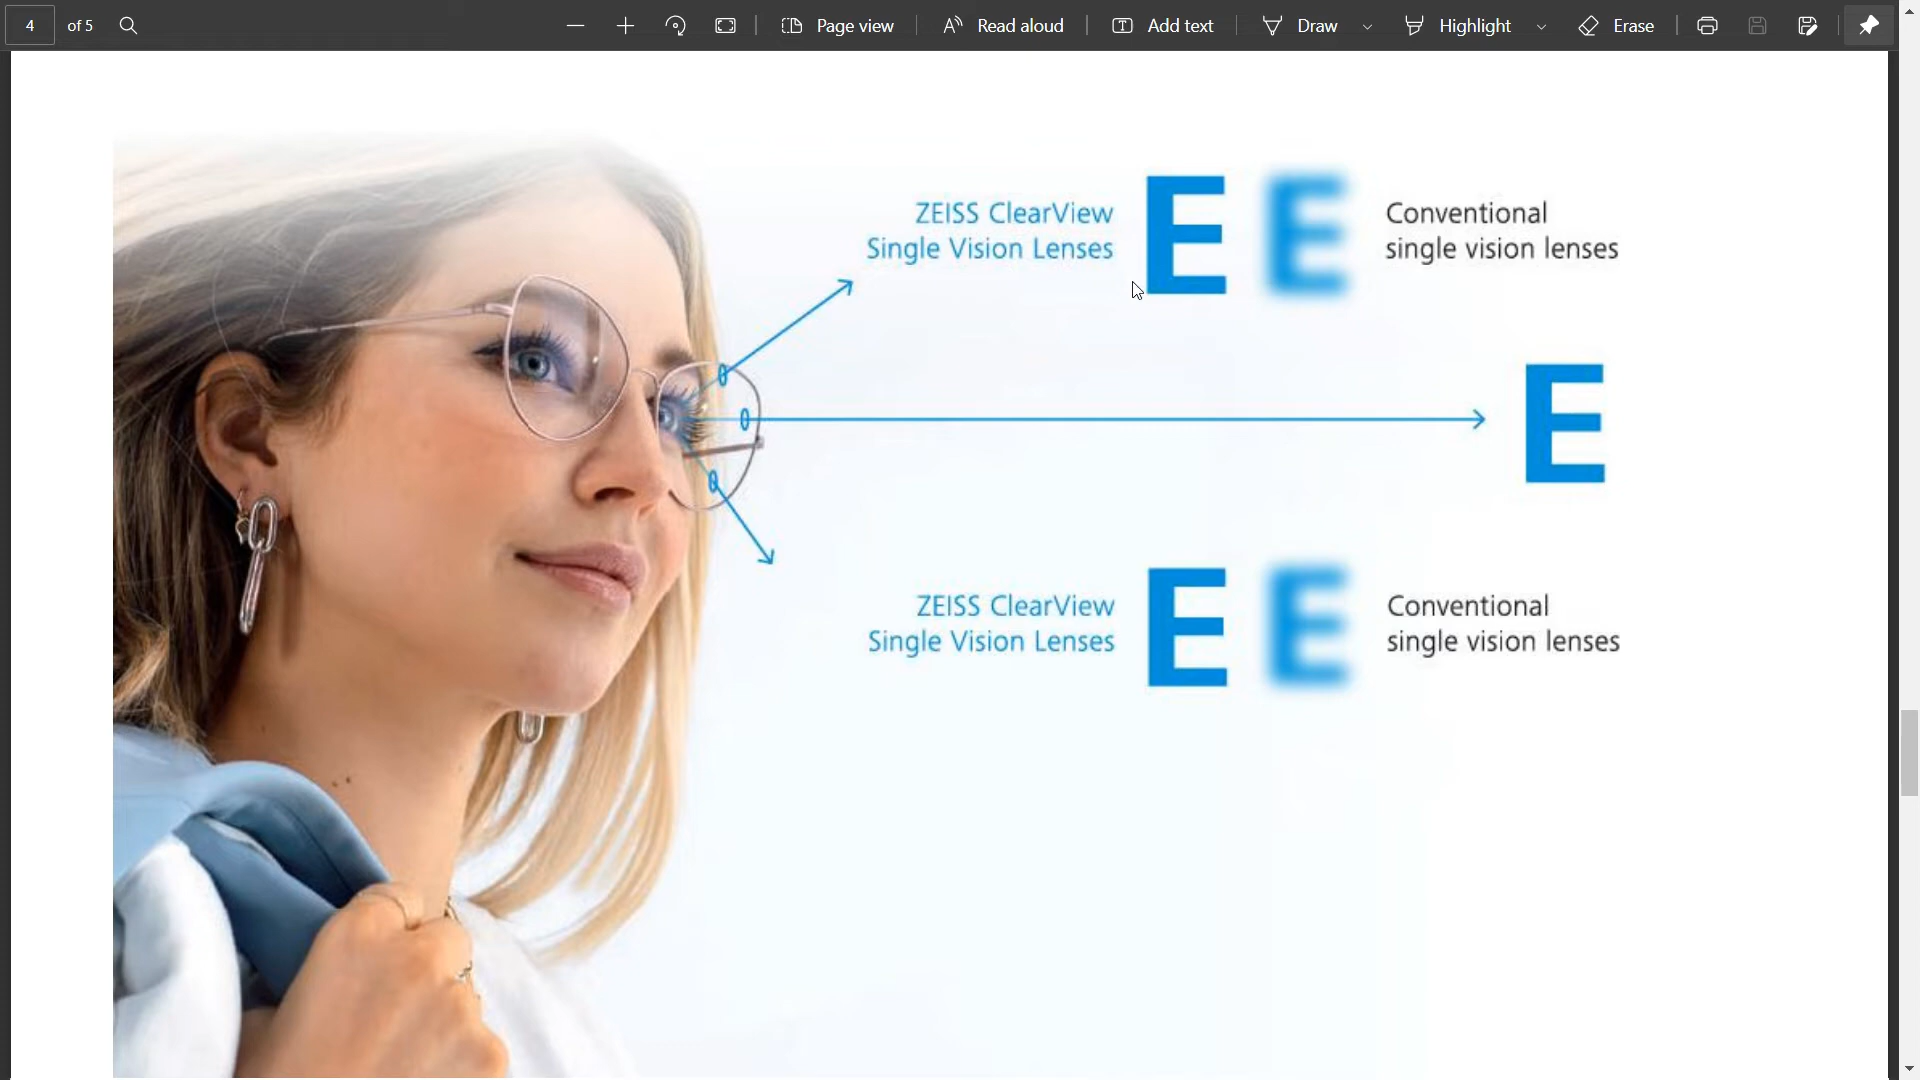 4 of 5 Page view Read aloud Add text Draw Highlight Erase
ZEISS ClearView
Single Vision Lenses
E E
Conventional
single vision lenses
E
ZEISS ClearView
Single Vision Lenses
E E
Conventional
single vision lenses